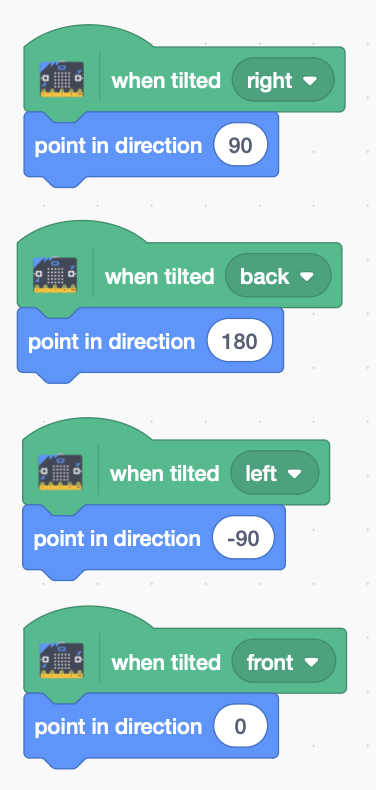 when tilted right
point in direction 90
when tilted back
point in direction 180
when tilted left
point in direction -90
when tilted front
point in direction 0